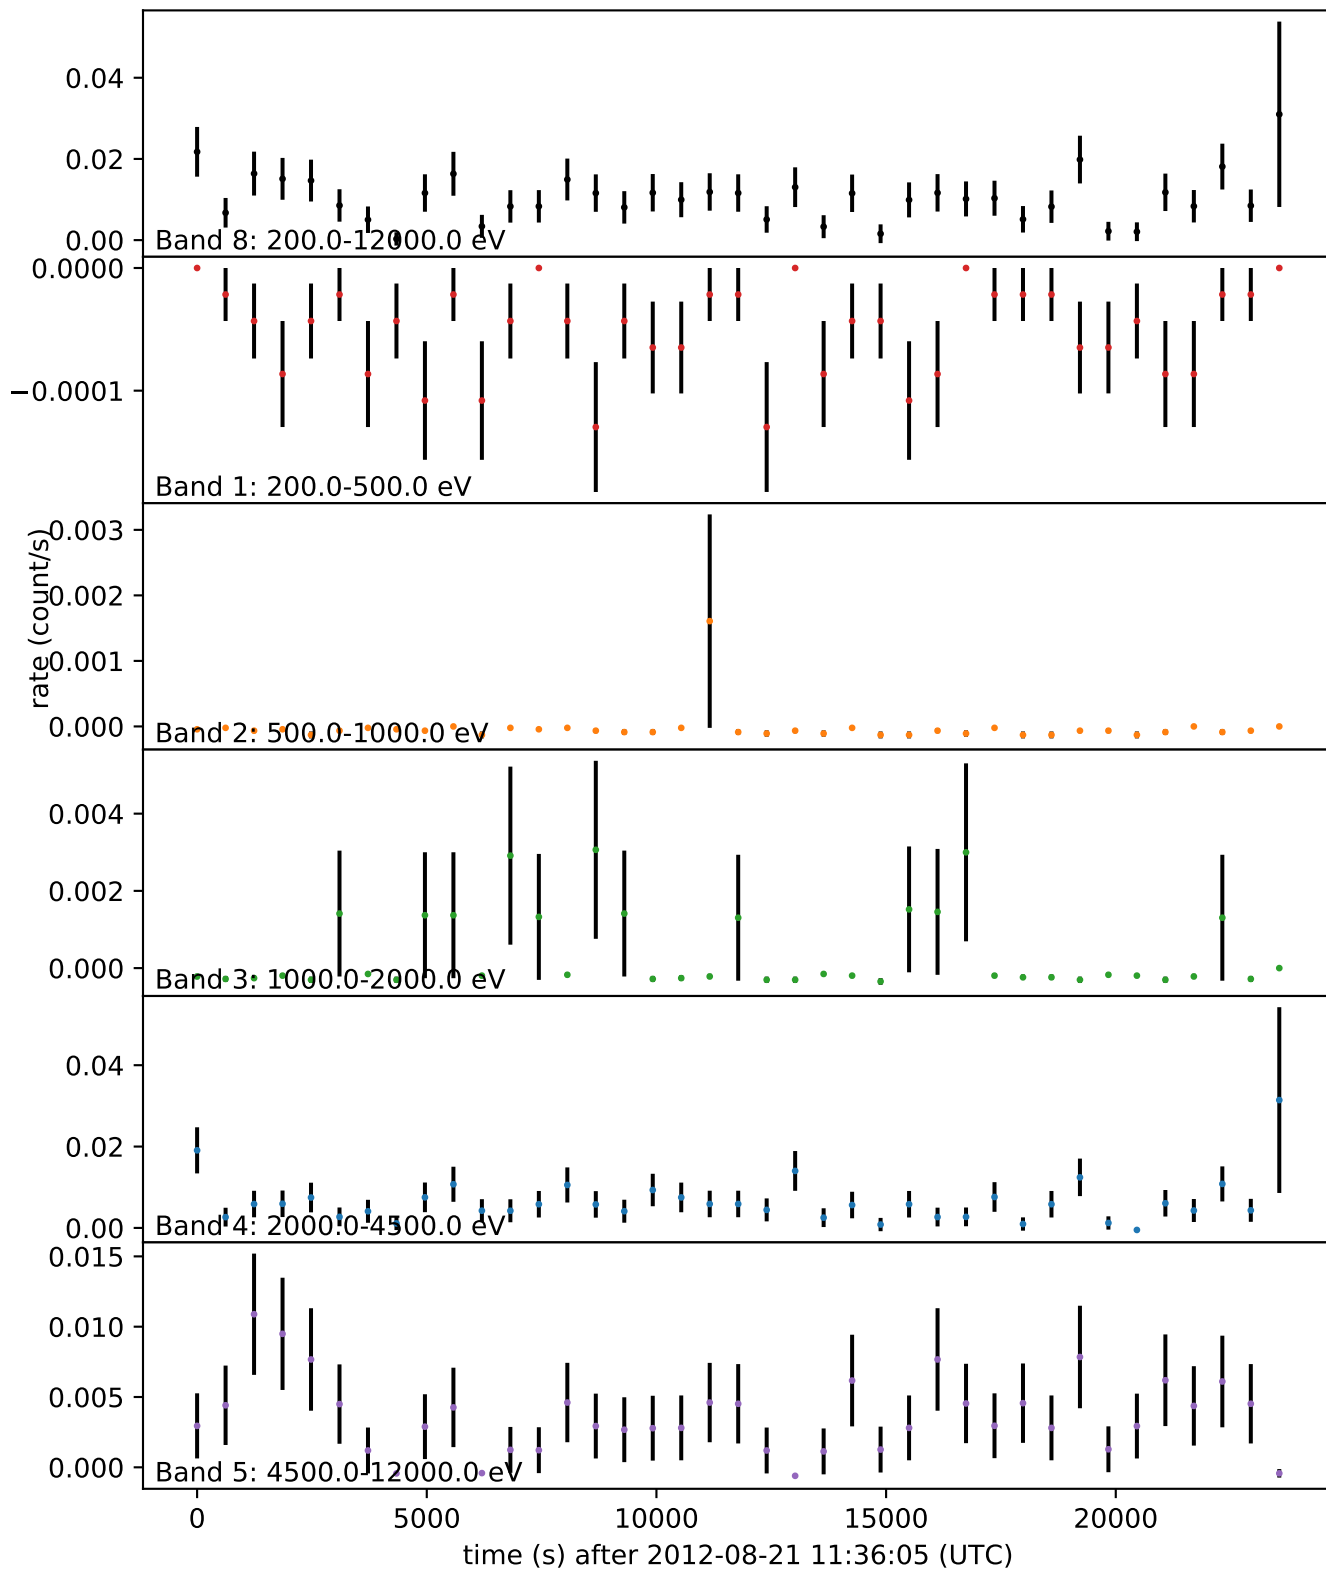 0.04
0.02
0.00
Band 8: 200.0-12000.0 eV
0.0000
−0.0001
Band 1: 200.0-500.0 eV
rate (count/s)
0.003
0.002
0.001
0.000
Band 2: 500.0-1000.0 eV
0.004
0.002
0.000
Band 3: 1000.0-2000.0 eV
0.04
0.02
0.00
Band 4: 2000.0-4500.0 eV
0.015
0.010
0.005
0.000
Band 5: 4500.0-12000.0 eV
0 5000 10000 15000 20000
time (s) after 2012-08-21 11:36:05 (UTC)